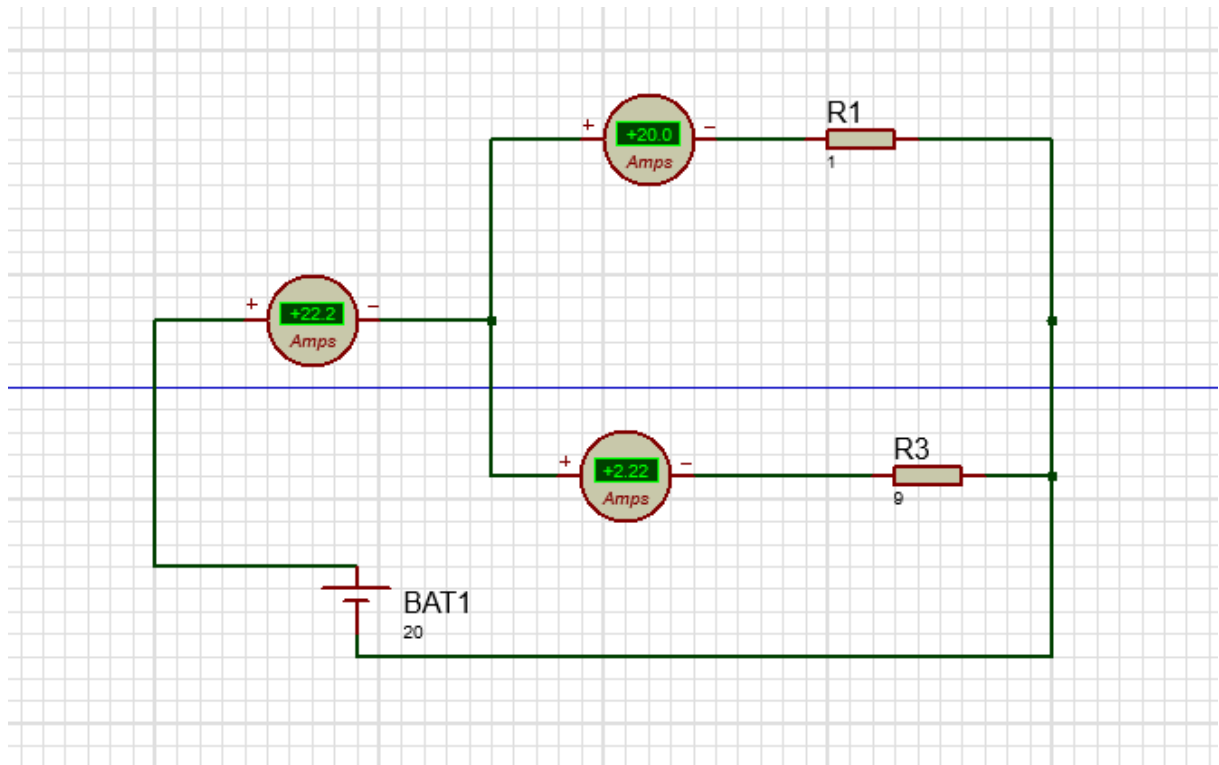 R1
+ +20.0 −
Amps
1
+ +22.2 −
Amps
R3
+ +2.22 −
Amps
9
BAT1
20